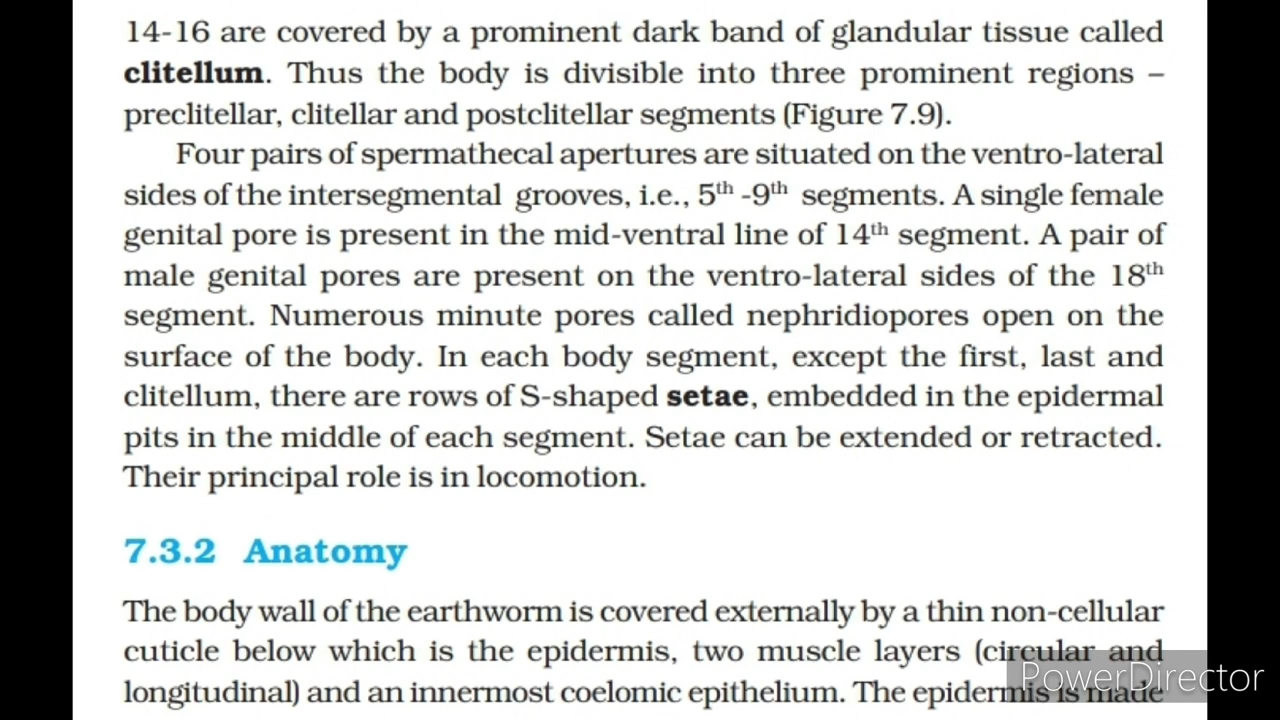 14-16 are covered by a prominent dark band of glandular tissue called
clitellum. Thus the body is divisible into three prominent regions –
preclitellar, clitellar and postclitellar segments (Figure 7.9).
Four pairs of spermathecal apertures are situated on the ventro-lateral
sides of the intersegmental grooves, i.e., 5th -9th segments. A single female
genital pore is present in the mid-ventral line of 14th segment. A pair of
male genital pores are present on the ventro-lateral sides of the 18th
segment. Numerous minute pores called nephridiopores open on the
surface of the body. In each body segment, except the first, last and
clitellum, there are rows of S-shaped setae, embedded in the epidermal
pits in the middle of each segment. Setae can be extended or retracted.
Their principal role is in locomotion.
7.3.2 Anatomy
The body wall of the earthworm is covered externally by a thin non-cellular
cuticle below which is the epidermis, two muscle layers (circular and
longitudinal) and an innermost coelomic epithelium. The epidermis is made
PowerDirector